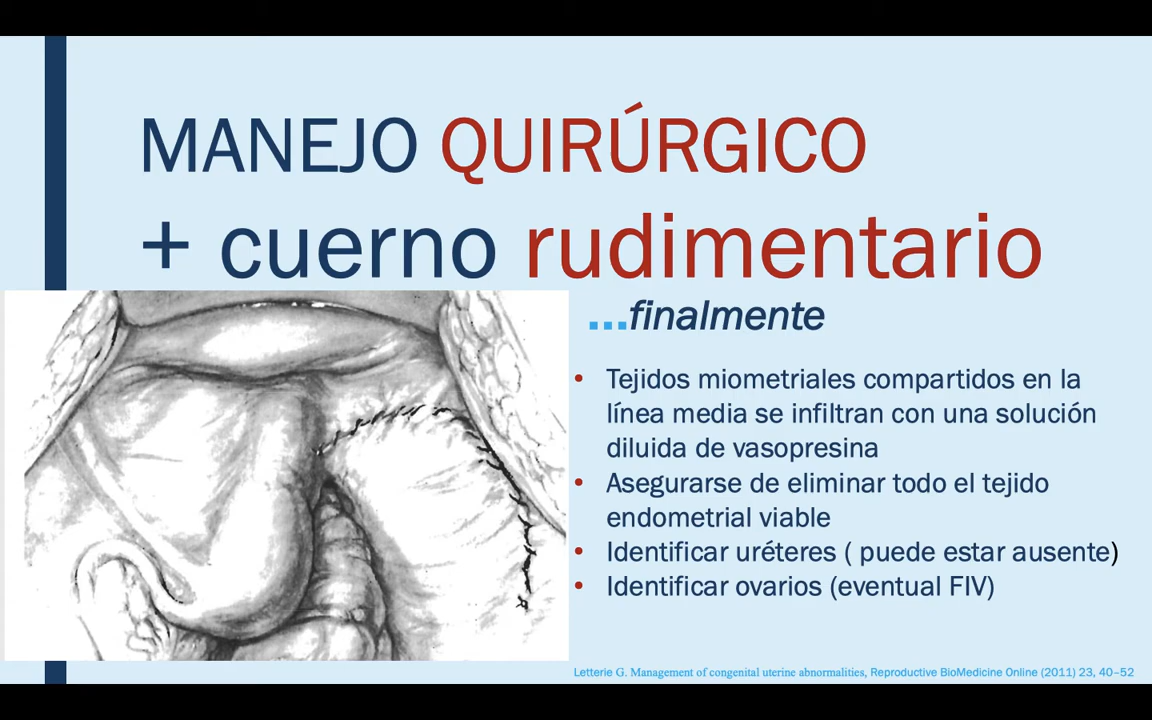 MANEJO QUIRÚRGICO
+ cuerno rudimentario
...finalmente
• Tejidos miometriales compartidos en la
línea media se infiltran con una solución
diluida de vasopresina
• Asegurarse de eliminar todo el tejido
endometrial viable
• Identificar uréteres ( puede estar ausente)
• Identificar ovarios (eventual FIV)
Letterie G. Management of congenital uterine abnormalities, Reproductive BioMedicine Online (2011) 23, 40–52